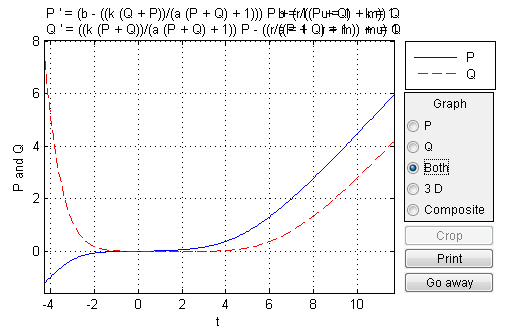 P ' = (b - ((k (Q + P))/(a (P + Q) + 1)))
Q ' = ((k (P + Q))/(a (P + Q) + 1)) P - ((r/
P
Q
Graph
P
Q
Both
3 D
Composite
Crop
Print
Go away
P and Q
8
6
4
2
0
-4 -2 0 2 4 6 8 10
t